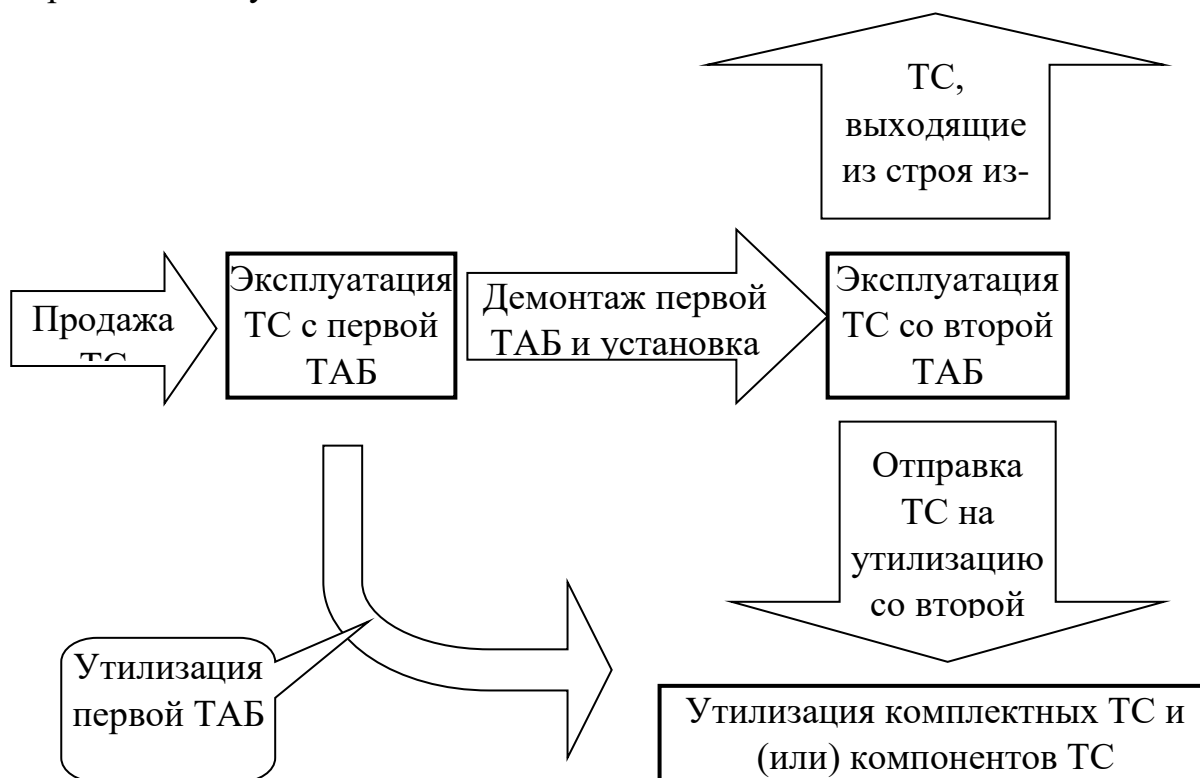 ТС,
выходящие
из строя из-
Продажа
ТС
Эксплуатация
ТС с первой
ТАБ
Демонтаж первой
ТАБ и установка
Эксплуатация
ТС со второй
ТАБ
Отправка
ТС на
утилизацию
со второй
Утилизация
первой ТАБ
Утилизация комплектных ТС и
(или) компонентов ТС